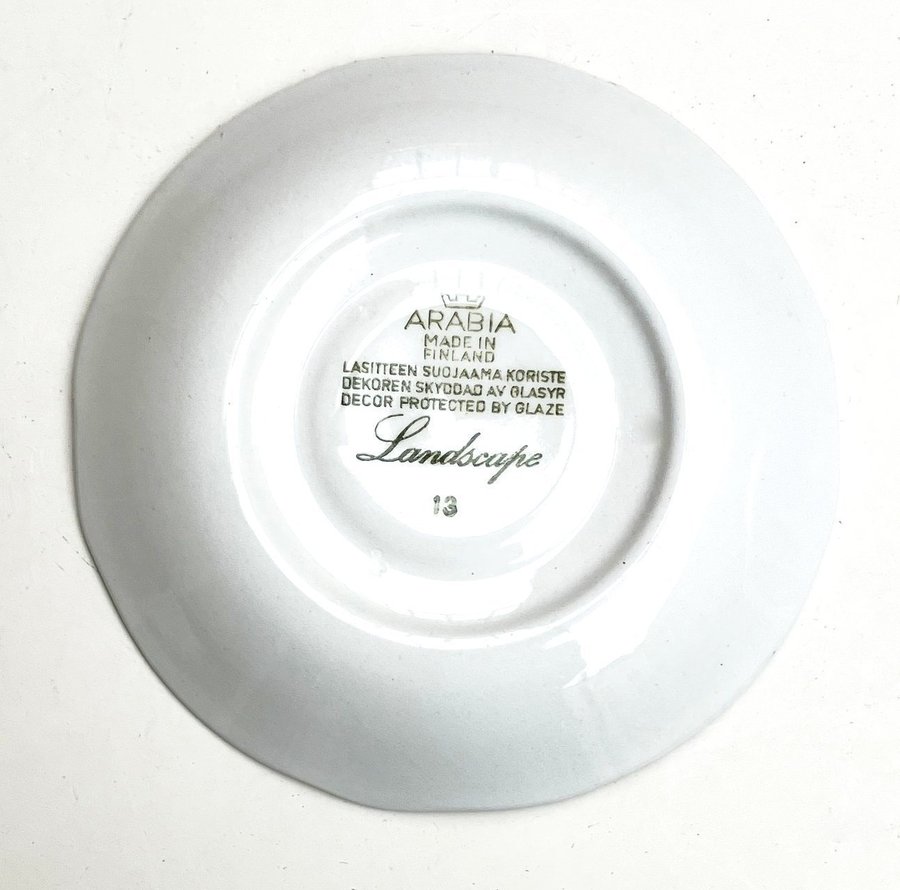 ARABIA
MADE IN
FINLAND
LASITTEEN SUOJAAMA KORISTE
DEKOREN SKYDDAD AV GLASYR
DECOR PROTECTED BY GLAZE
Landscape
13